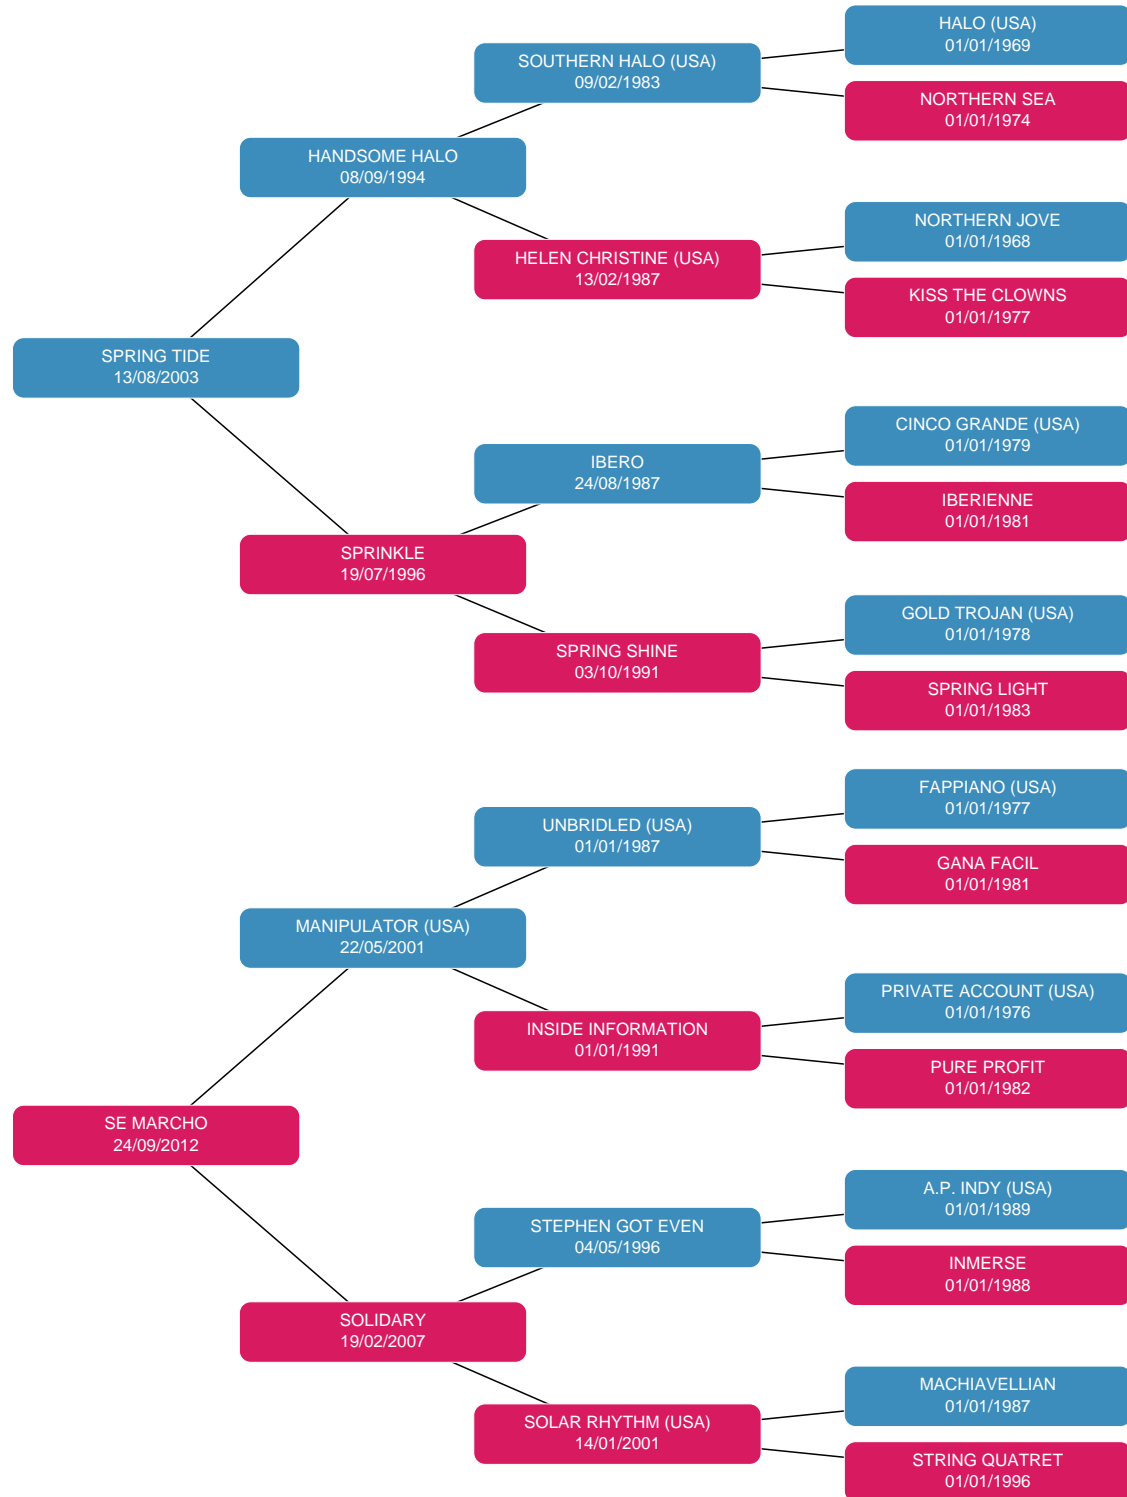 HALO (USA)
01/01/1969
SOUTHERN HALO (USA)
09/02/1983
NORTHERN SEA
01/01/1974
HANDSOME HALO
08/09/1994
NORTHERN JOVE
01/01/1968
HELEN CHRISTINE (USA)
13/02/1987
KISS THE CLOWNS
01/01/1977
SPRING TIDE
13/08/2003
CINCO GRANDE (USA)
01/01/1979
IBERO
24/08/1987
IBERIENNE
01/01/1981
SPRINKLE
19/07/1996
GOLD TROJAN (USA)
01/01/1978
SPRING SHINE
03/10/1991
SPRING LIGHT
01/01/1983
FAPPIANO (USA)
01/01/1977
UNBRIDLED (USA)
01/01/1987
GANA FACIL
01/01/1981
MANIPULATOR (USA)
22/05/2001
PRIVATE ACCOUNT (USA)
01/01/1976
INSIDE INFORMATION
01/01/1991
PURE PROFIT
01/01/1982
SE MARCHO
24/09/2012
A.P. INDY (USA)
01/01/1989
STEPHEN GOT EVEN
04/05/1996
INMERSE
01/01/1988
SOLIDARY
19/02/2007
MACHIAVELLIAN
01/01/1987
SOLAR RHYTHM (USA)
14/01/2001
STRING QUATRET
01/01/1996